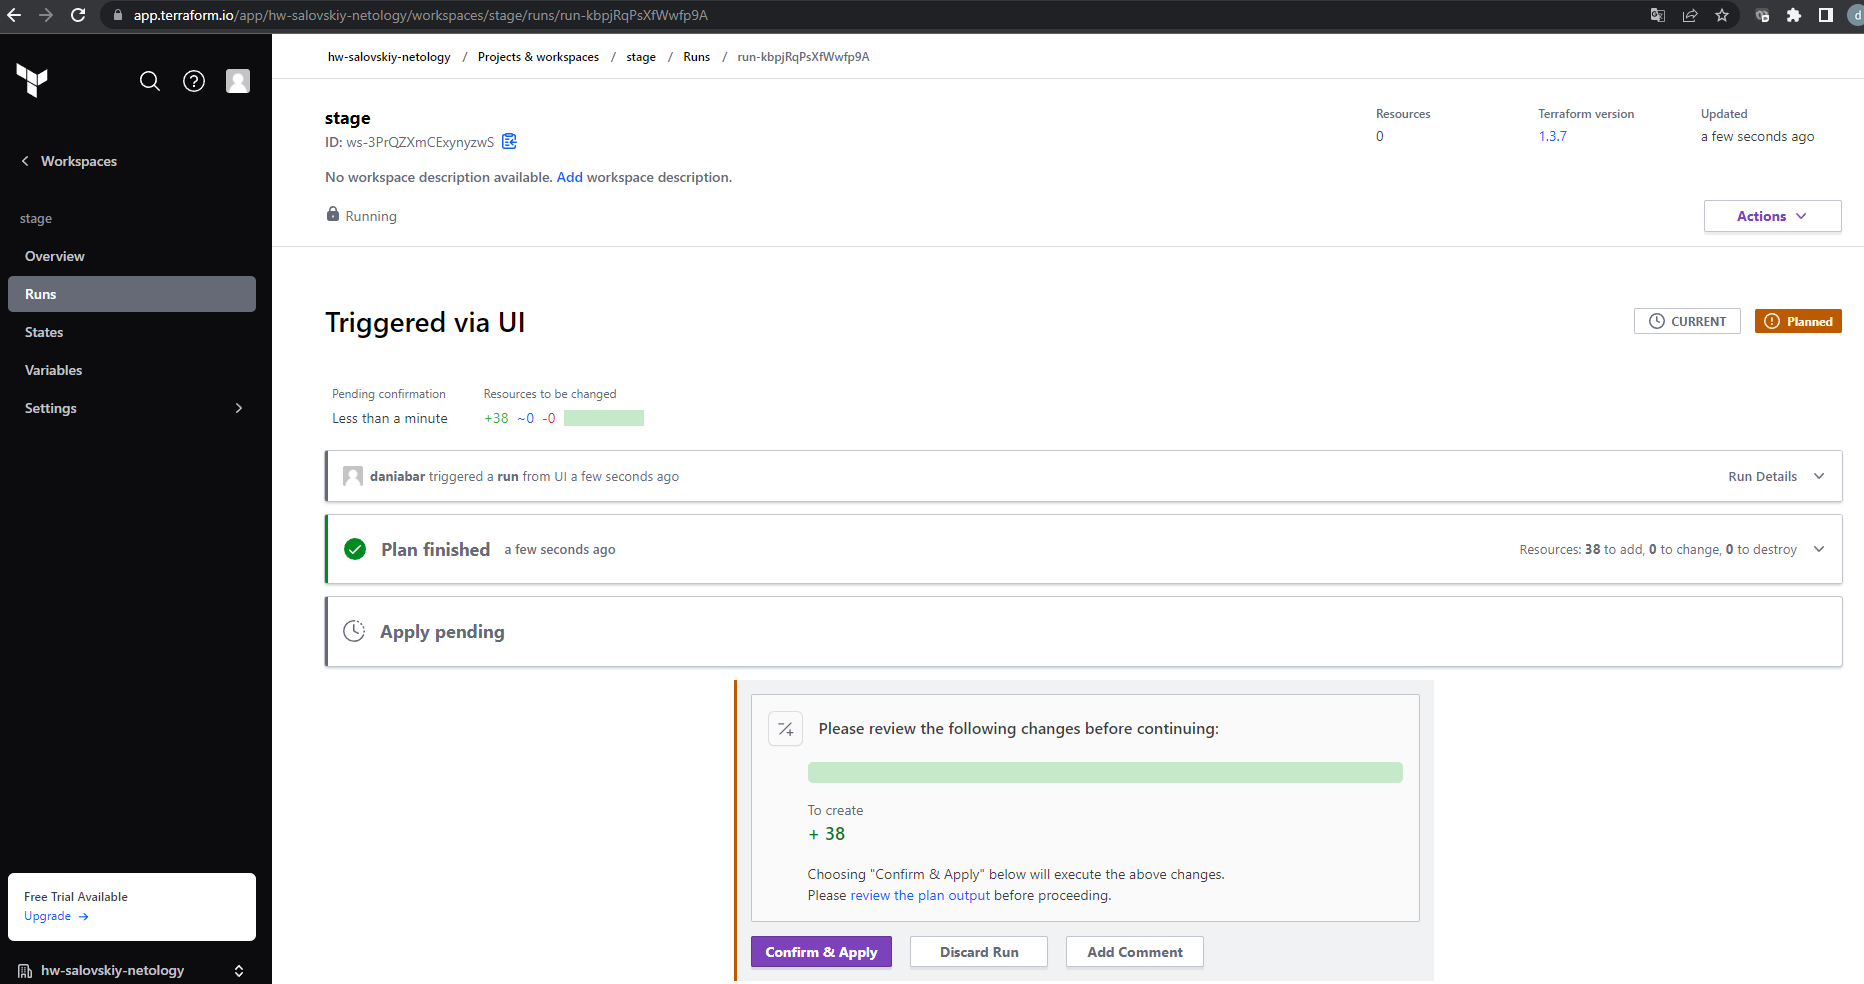 app.terraform.io/app/hw-salovskiy-netology/workspaces/stage/runs/run-kbpjRqPsXfWwfp9A
d
hw-salovskiy-netology / Projects & workspaces / stage / Runs / run-kbpjRqPsXfWwfp9A
Workspaces
stage
Overview
Runs
States
Variables
Settings
Free Trial Available
Upgrade →
hw-salovskiy-netology
stage
ID: ws-3PrQZXmCExynyzwS
No workspace description available. Add workspace description.
Running
Resources
0
Terraform version
1.3.7
Updated
a few seconds ago
Actions
Triggered via UI
CURRENT
Planned
Pending confirmation
Less than a minute
Resources to be changed
+38 ~0 -0
daniabar triggered a run from UI a few seconds ago
Run Details
Plan finished a few seconds ago
Resources: 38 to add, 0 to change, 0 to destroy
Apply pending
Please review the following changes before continuing:
To create
+ 38
Choosing "Confirm & Apply" below will execute the above changes.
Please review the plan output before proceeding.
Confirm & Apply
Discard Run
Add Comment